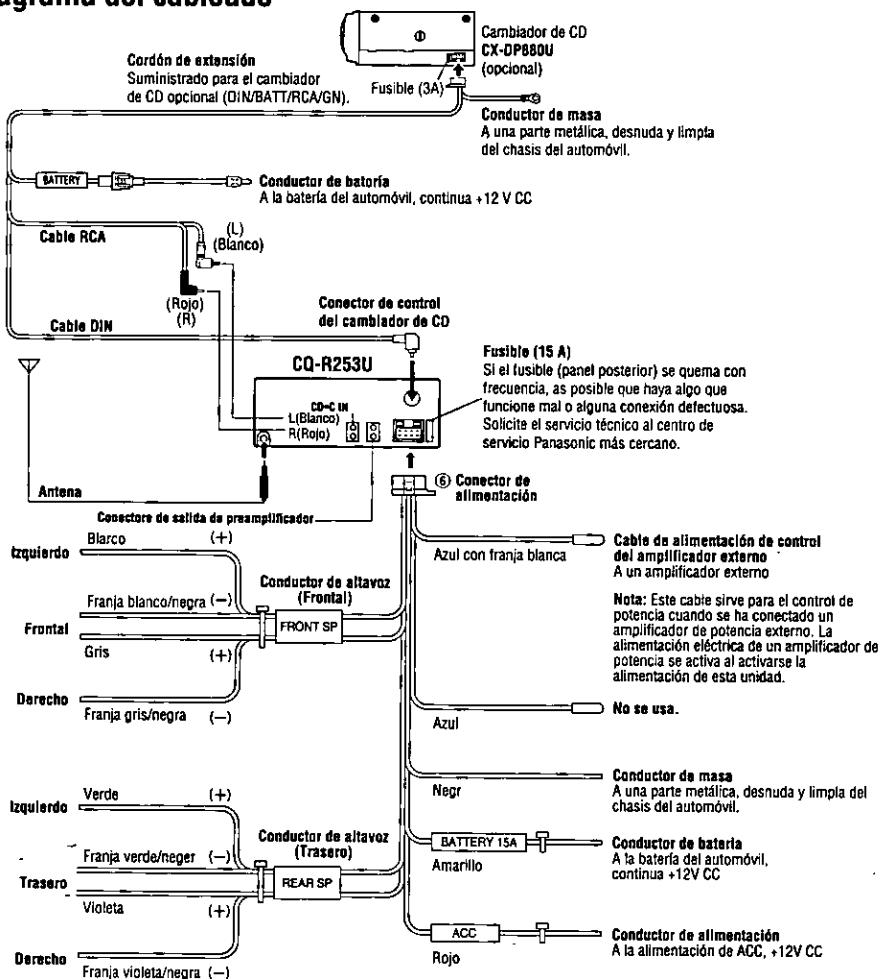 agrama del cableado
Cambiador de CD
CX-DP880U
(opcional)
Fusible (3A)
Cordón de extensión
Suministrado para el cambiador
de CD opcional (DIN/BATT/RCA/GN).
Conductor de masa
A una parte metálica, desnuda y limpia
del chasis del automóvil.
BATTERY
Conductor de batoría
A la batería del automóvil, continua +12 V CC
Cable RCA
(L)
(Blanco)
(Rojo)
(R)
Cable DIN
Conector de control
del cambiador de CD
CQ-R253U
CD•C IN
L(Blanco)
R(Rojo)
Fusible (15 A)
Si el fusible (panel posterior) se quema con
frecuencia, as posible que haya algo que
funcione mal o alguna conexión defectuosa.
Solicite el servicio técnico al centro de
servicio Panasonic más cercano.
Antena
Conectore de salida de preamplificador
⑥ Conector de
alimentación
Izquierdo
Blarco
(+)
Franja blanco/negra (−)
Frontal
Gris
(+)
Derecho
Franja gris/negra
(−)
Conductor de altavoz
(Frontal)
FRONT SP
Azul con franja blanca
Cable de alimentación de control
del amplificador externo
A un amplificador externo
Nota: Este cable sirve para el control de
potencia cuando se ha conectado un
amplificador de potencia externo. La
alimentación eléctrica de un amplificador de
potencia se activa al activarse la
alimentación de esta unidad.
Azul
No se usa.
Negr
Conductor de masa
A una parte metálica, desnuda y limpla del
chasis del automóvil.
Izquierdo
Verde
(+)
Franja verde/neger (−)
Trasero
Violeta
(+)
Derecho
Franja violeta/negra (−)
Conductor de altavoz
(Trasero)
REAR SP
BATTERY 15A
Amarillo
Conductor de bateria
A la batería del automóvil,
continua +12V CC
ACC
Rojo
Conductor de alimentación
A la alimentación de ACC, +12V CC